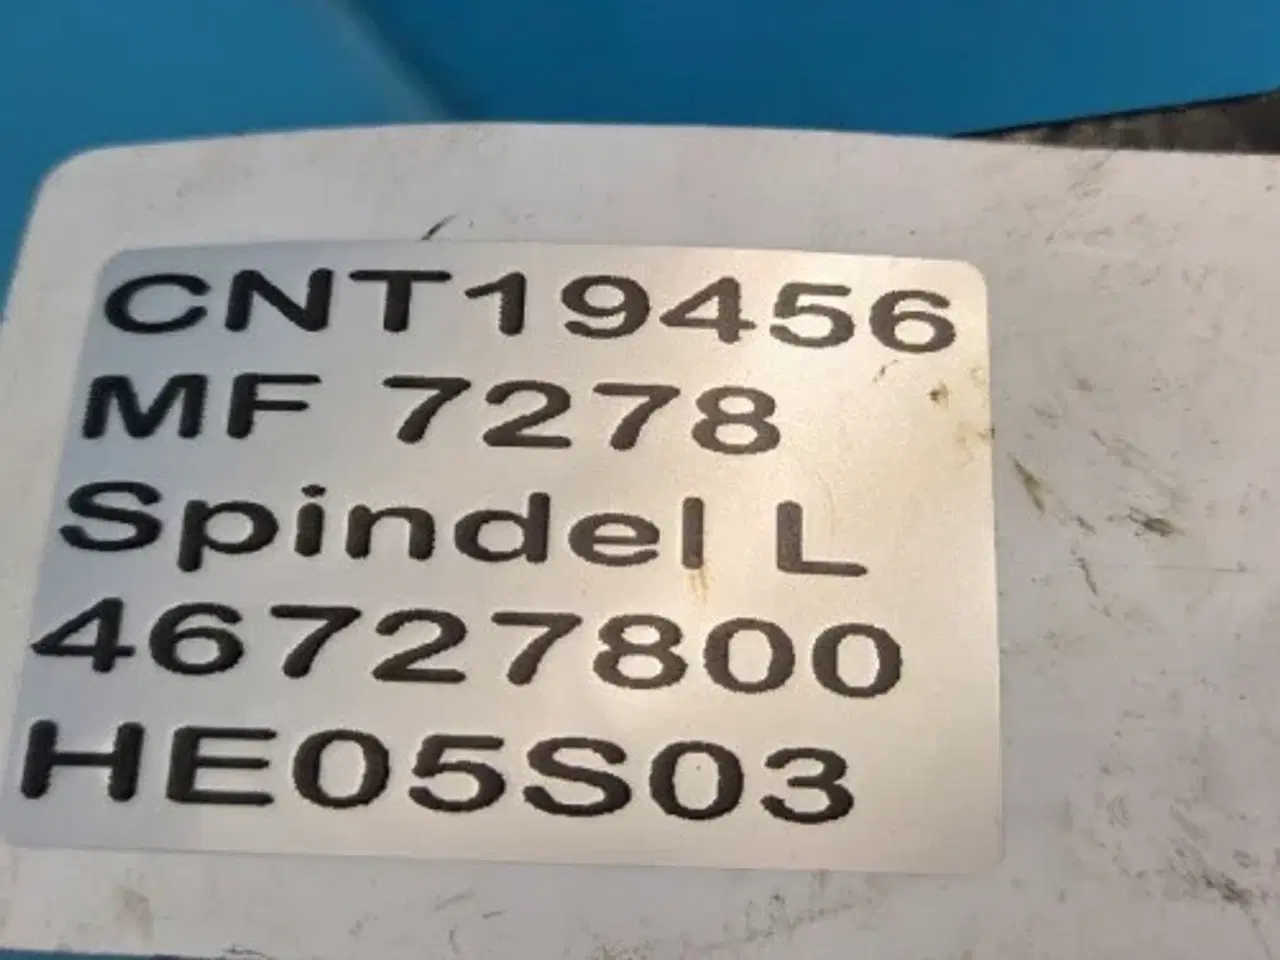 CNT19456
MF 7278
Spindel L
46727800
HE05S03